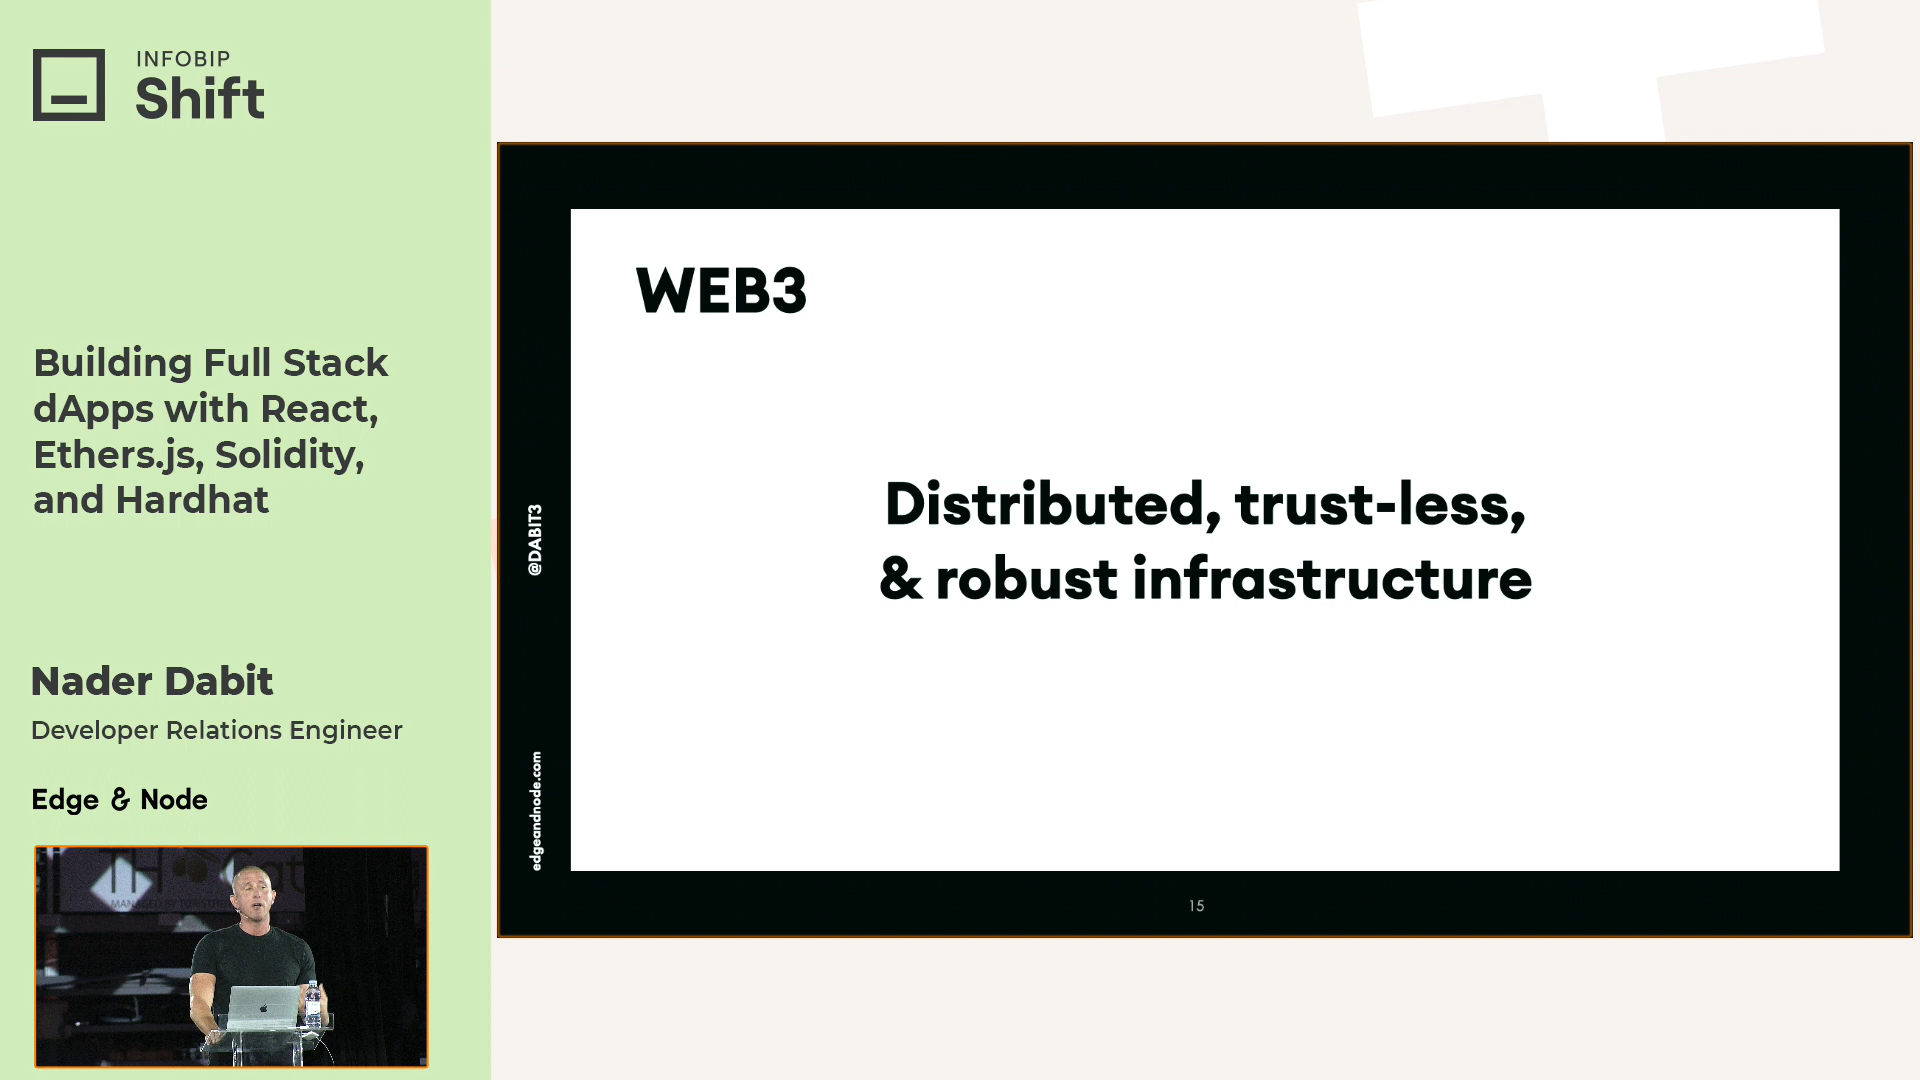 INFOBIP
Shift
Building Full Stack
dApps with React,
Ethers.js, Solidity,
and Hardhat
Nader Dabit
Developer Relations Engineer
Edge & Node
WEB3
Distributed, trust-less,
& robust infrastructure
@DABIT3
edgeandnode.com
15